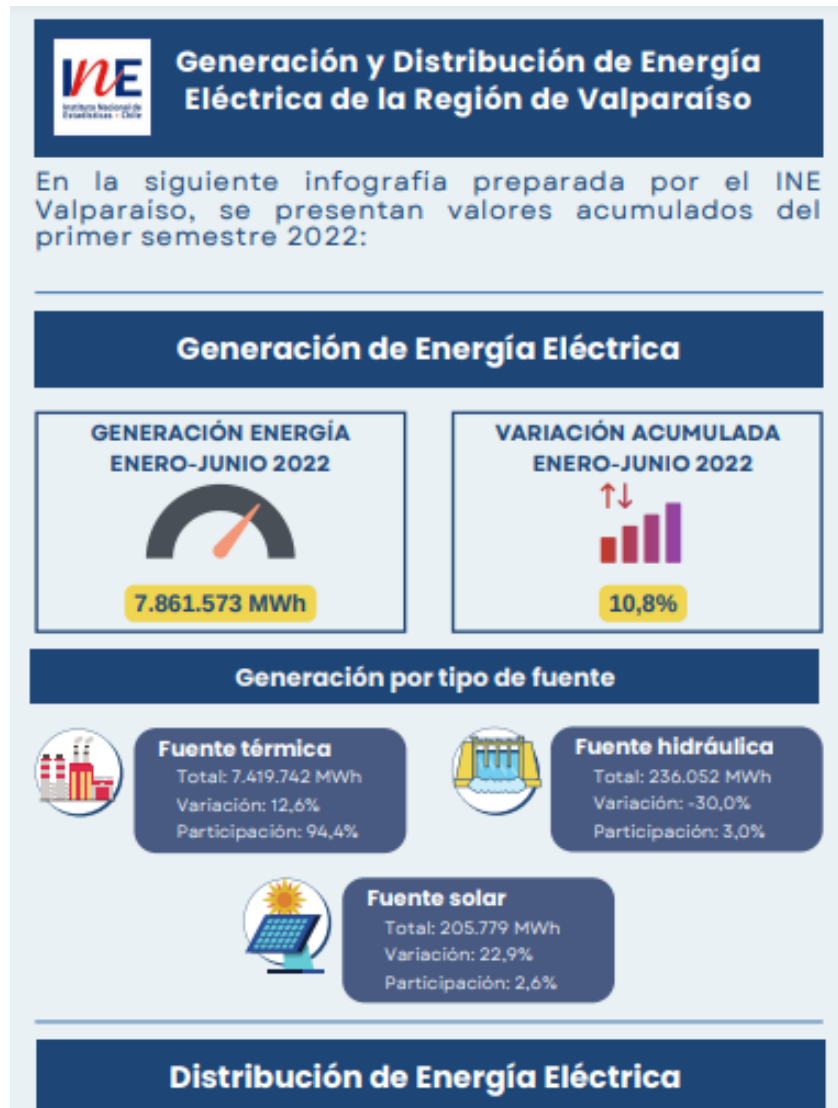 INE
Instituto Nacional de
Estadísticas • Chile
Generación y Distribución de Energía
Eléctrica de la Región de Valparaíso
En la siguiente infografía preparada por el INE
Valparaíso, se presentan valores acumulados del
primer semestre 2022:
Generación de Energía Eléctrica
GENERACIÓN ENERGÍA
ENERO-JUNIO 2022
7.861.573 MWh
VARIACIÓN ACUMULADA
ENERO-JUNIO 2022
10,8%
Generación por tipo de fuente
Fuente térmica
Total: 7.419.742 MWh
Variación: 12,6%
Participación: 94,4%
Fuente hidráulica
Total: 236.052 MWh
Variación: -30,0%
Participación: 3,0%
Fuente solar
Total: 205.779 MWh
Variación: 22,9%
Participación: 2,6%
Distribución de Energía Eléctrica